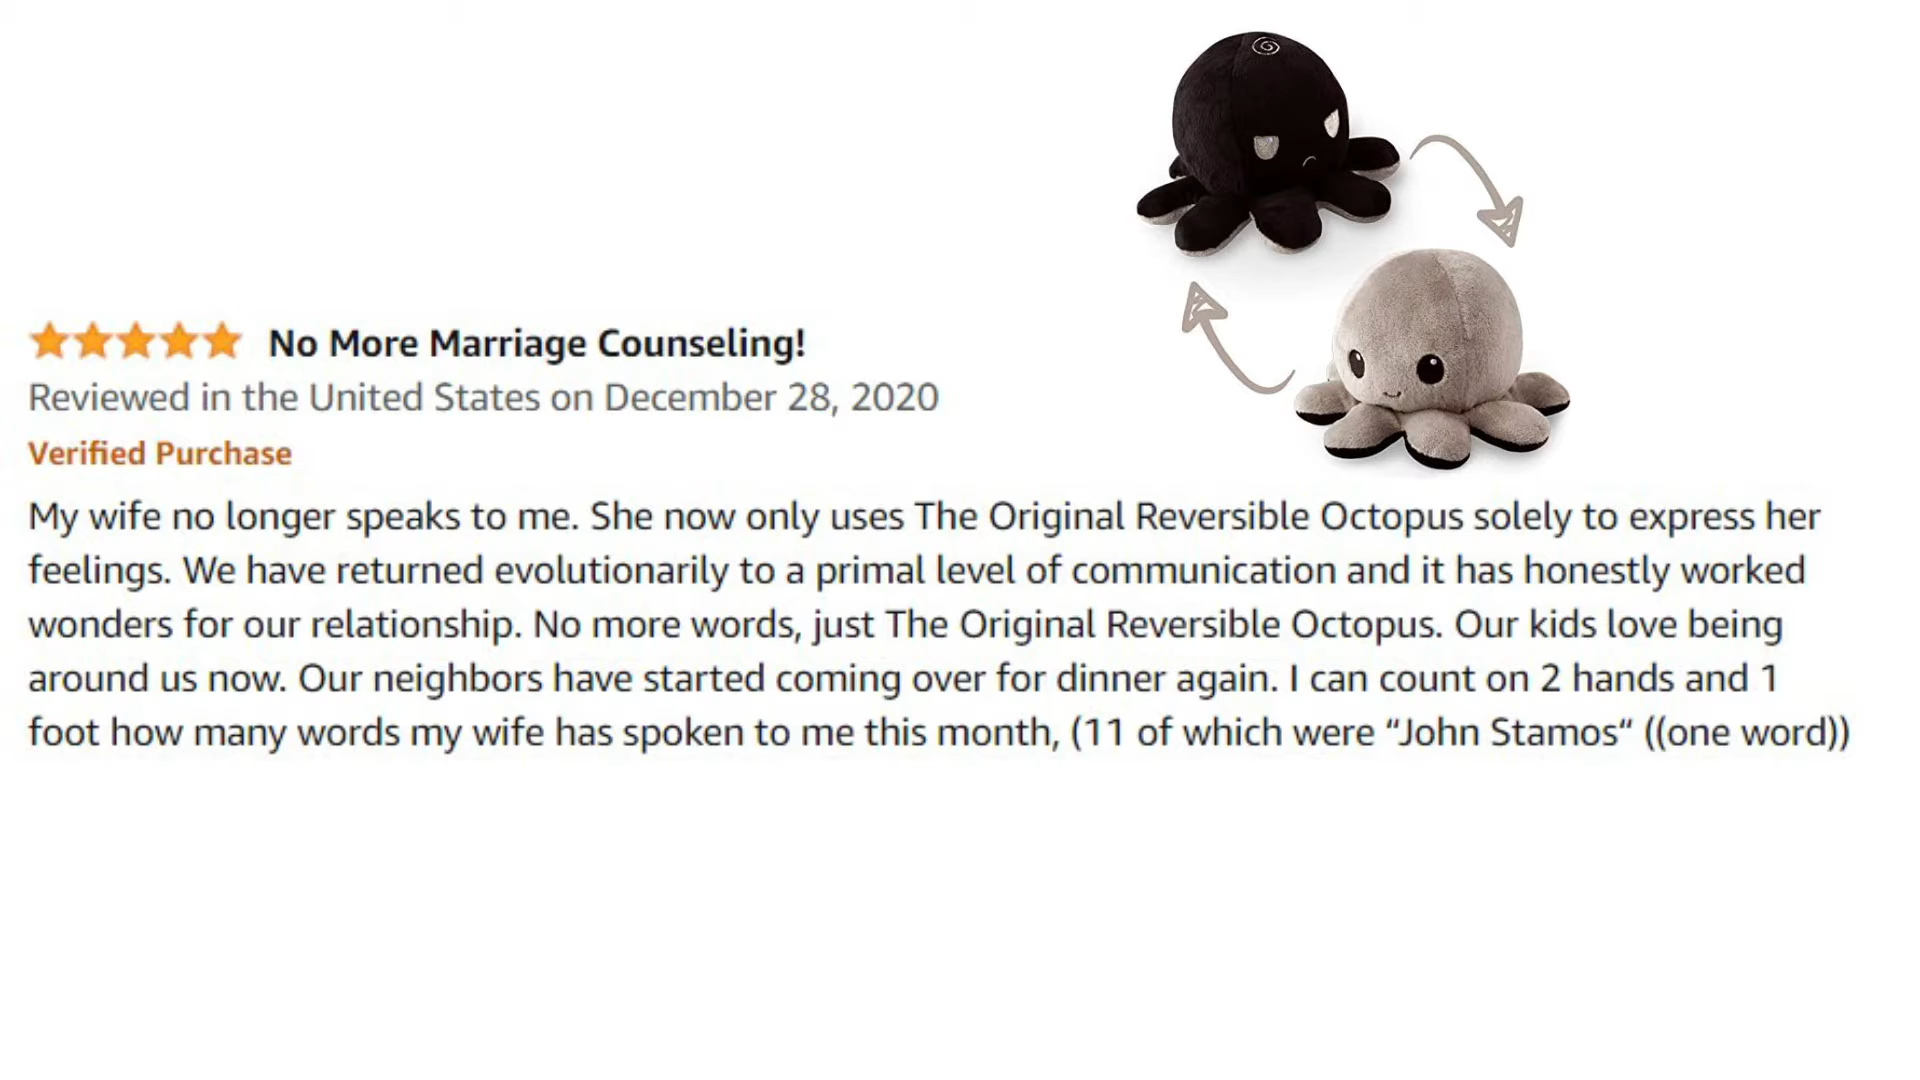 No More Marriage Counseling!
Reviewed in the United States on December 28, 2020
Verified Purchase
My wife no longer speaks to me. She now only uses The Original Reversible Octopus solely to express her
feelings. We have returned evolutionarily to a primal level of communication and it has honestly worked
wonders for our relationship. No more words, just The Original Reversible Octopus. Our kids love being
around us now. Our neighbors have started coming over for dinner again. I can count on 2 hands and 1
foot how many words my wife has spoken to me this month, (11 of which were “John Stamos“ ((one word))